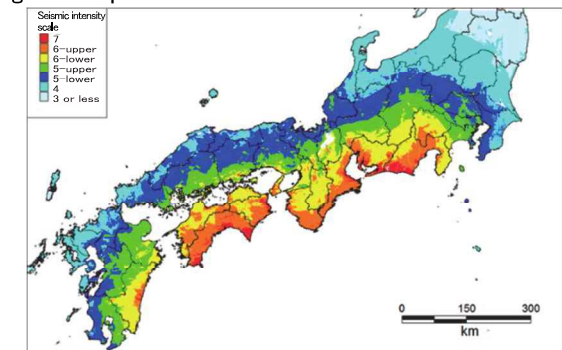 Seismic intensity
scale
7
6-upper
6-lower
5-upper
5-lower
4
3 or less
0 150 300
km